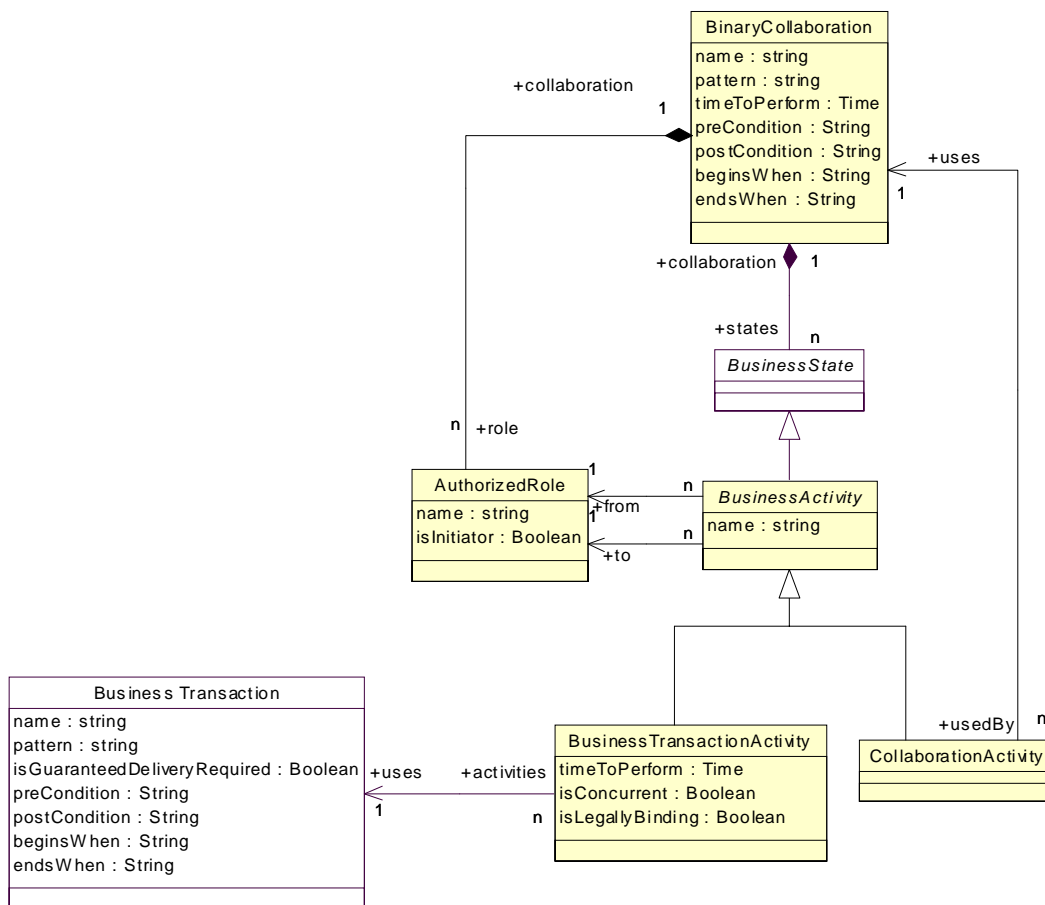 BinaryCollaboration
name : string
pattern : string
timeToPerform : Time
preCondition : String
postCondition : String
beginsWhen : String
endsWhen : String
+collaboration
1
+uses
1
+collaboration
1
+states
n
BusinessState
n
+role
AuthorizedRole
name : string
isInitiator : Boolean
1
+from
n
1
+to
n
BusinessActivity
name : string
Business Transaction
name : string
pattern : string
isGuaranteedDeliveryRequired : Boolean
preCondition : String
postCondition : String
beginsWhen : String
endsWhen : String
+uses
1
+activities
n
BusinessTransactionActivity
timeToPerform : Time
isConcurrent : Boolean
isLegallyBinding : Boolean
+usedBy
n
CollaborationActivity